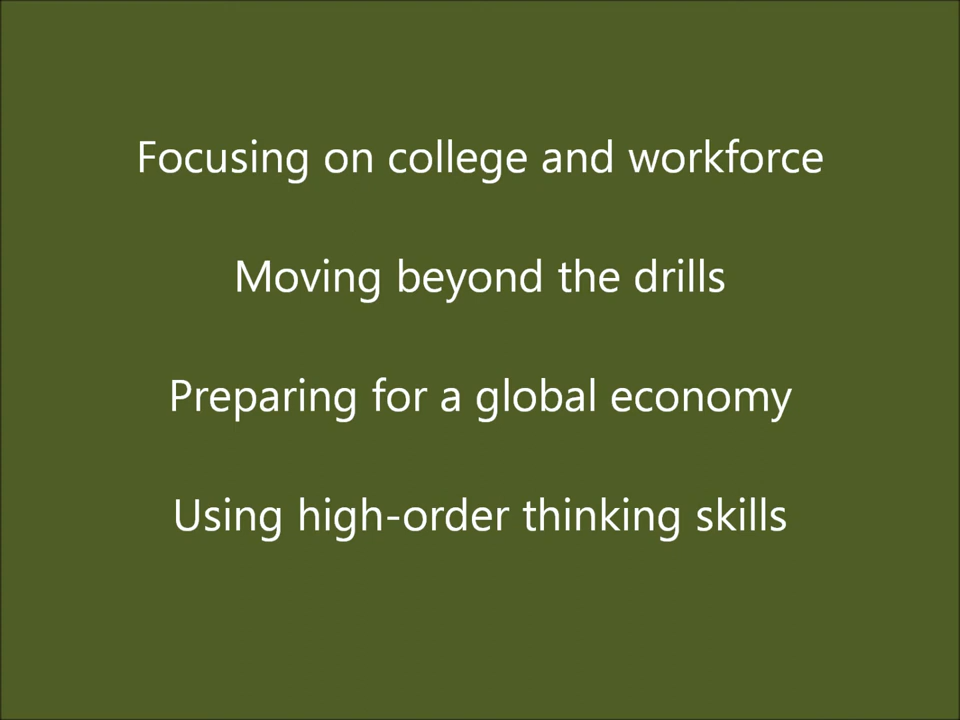 Focusing on college and workforce
Moving beyond the drills
Preparing for a global economy
Using high-order thinking skills